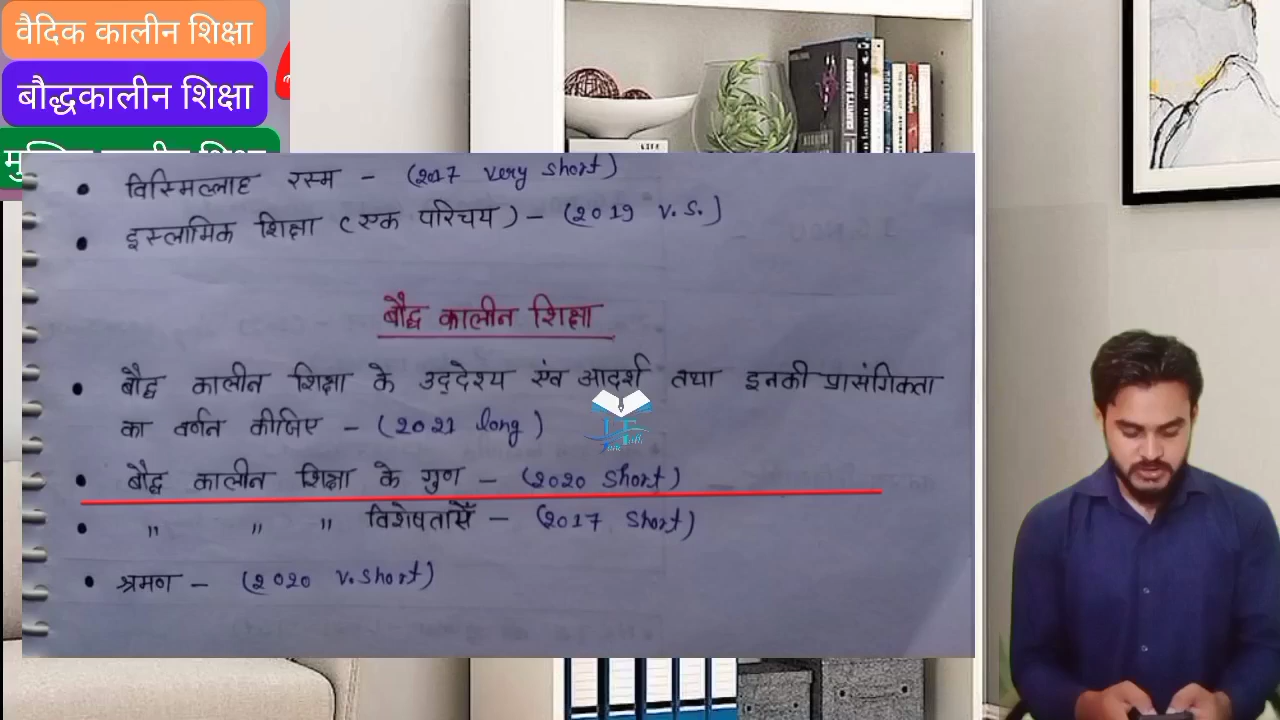 वैदिक कालीन शिक्षा
बौद्धकालीन शिक्षा
विस्मिल्लाह रस्म - (2017 very short)
इस्लामिक शिक्षा (एक परिचय) - (2019 v.s.)
बौद्ध कालीन शिक्षा
बौद्ध कालीन शिक्षा के उद्देश्य एंव आदर्श तथा इनकी प्रासंगिकता
का वर्णन कीजिए - (2021 long)
बौद्ध कालीन शिक्षा के गुण - (2020 short)
" " " विशेषताएँ - (2017 short)
श्रमण - (2020 v.short)